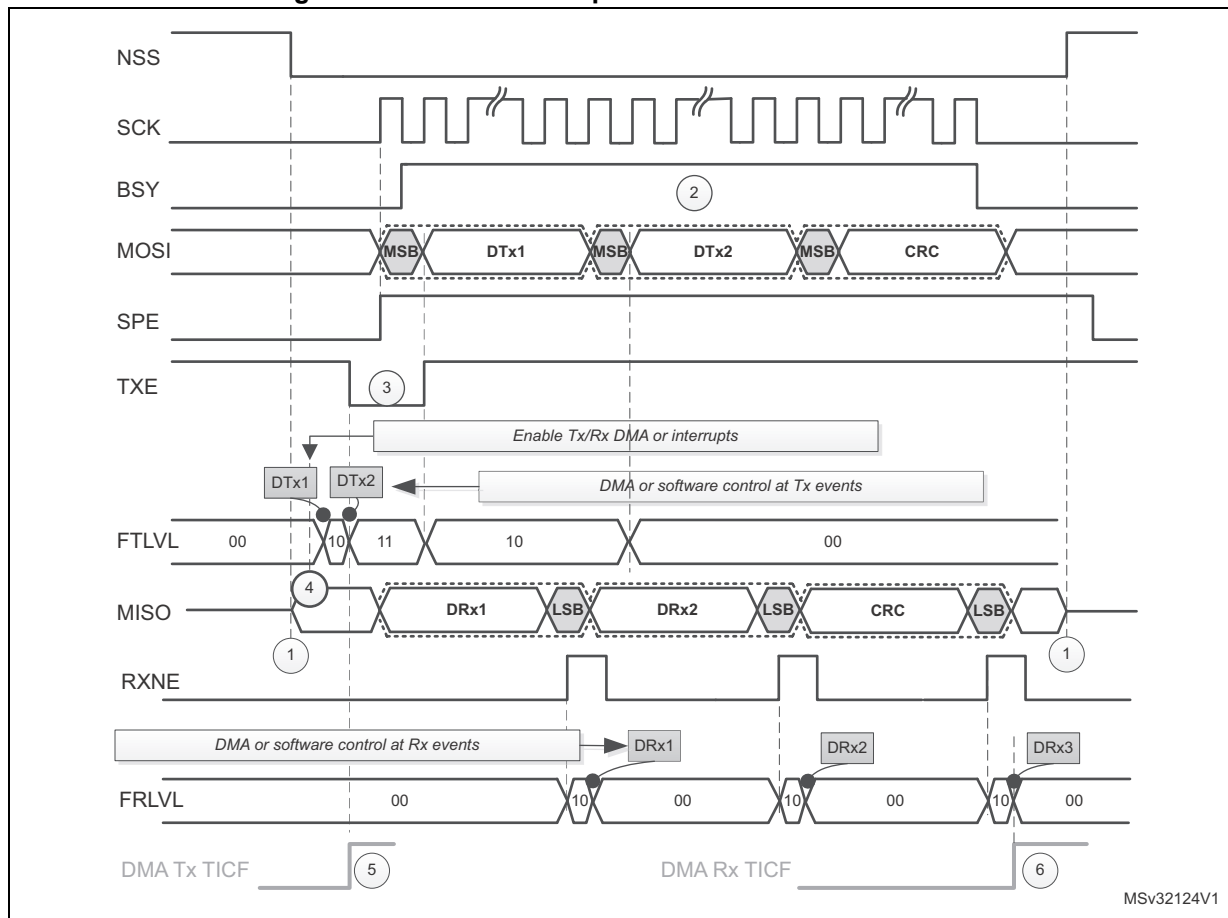 NSS
SCK
BSY
2
MOSI
MSB DTx1 MSB DTx2 MSB CRC
SPE
TXE
3
Enable Tx/Rx DMA or interrupts
DTx1 DTx2 DMA or software control at Tx events
FTLVL 00 10 11 10 00
4
MISO DRx1 LSB DRx2 LSB CRC LSB
1 1
RXNE
DMA or software control at Rx events DRx1 DRx2 DRx3
FRLVL 00 10 00 10 00 10 00
DMA Tx TICF 5 DMA Rx TICF 6
MSv32124V1